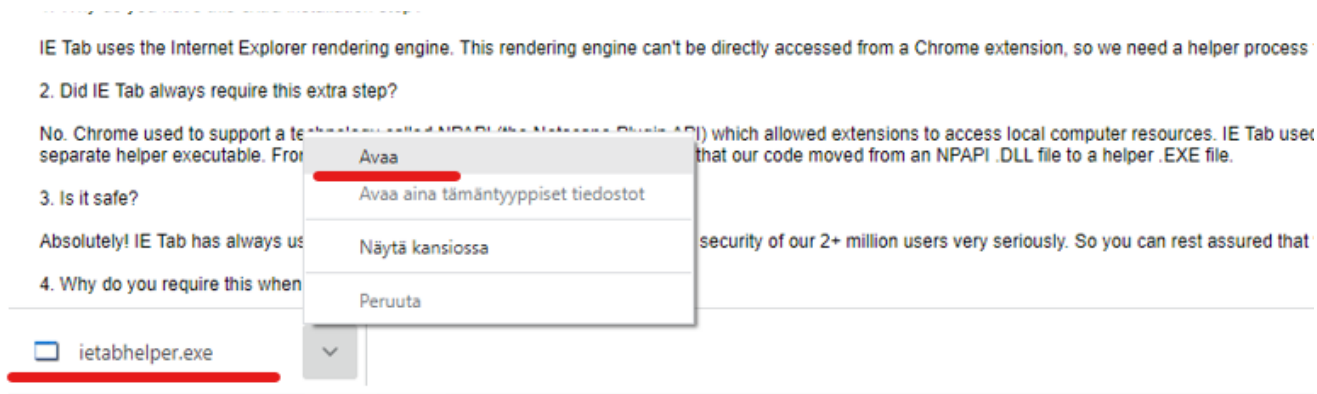 IE Tab uses the Internet Explorer rendering engine. This rendering engine can't be directly accessed from a Chrome extension, so we need a helper process
2. Did IE Tab always require this extra step?
No. Chrome used to support a technology called NPAPI (the Netscape Plugin API) which allowed extensions to access local computer resources. IE Tab used
separate helper executable. From that our code moved from an NPAPI .DLL file to a helper .EXE file.
3. Is it safe?
Absolutely! IE Tab has always security of our 2+ million users very seriously. So you can rest assured that
4. Why do you require this when
Avaa
Avaa aina tämäntyyppiset tiedostot
Näytä kansiossa
Peruuta
ietabhelper.exe